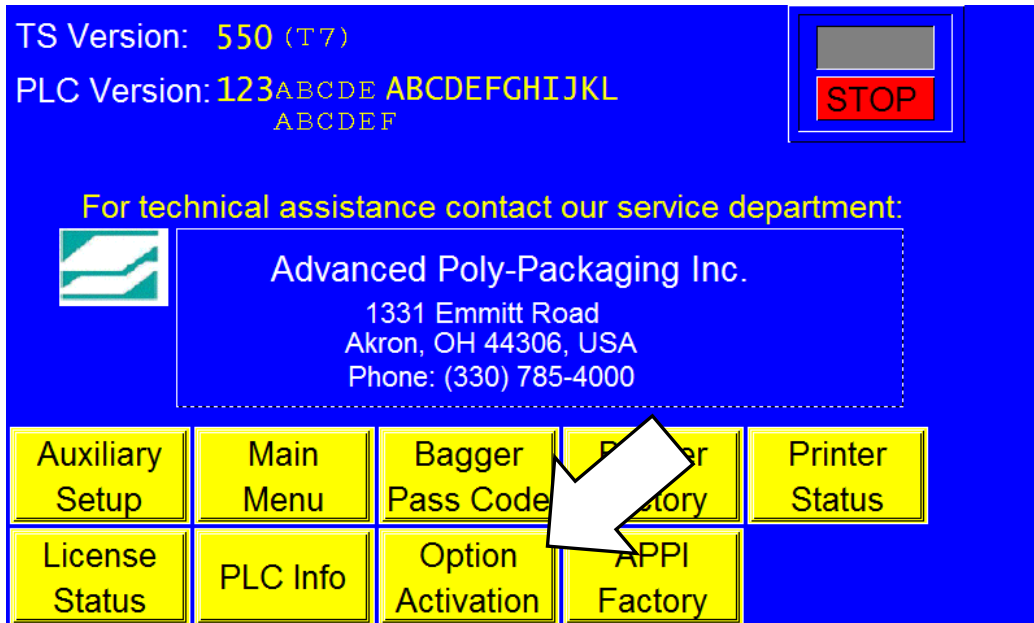 TS Version: 550 (T7)
PLC Version: 123ABCDE ABCDEFGHIJKL
ABCDEF
STOP
For technical assistance contact our service department:
Advanced Poly-Packaging Inc.
1331 Emmitt Road
Akron, OH 44306, USA
Phone: (330) 785-4000
Auxiliary Setup
Main Menu
Bagger Pass Code
Printer Status
License Status
PLC Info
Option Activation
APPI Factory